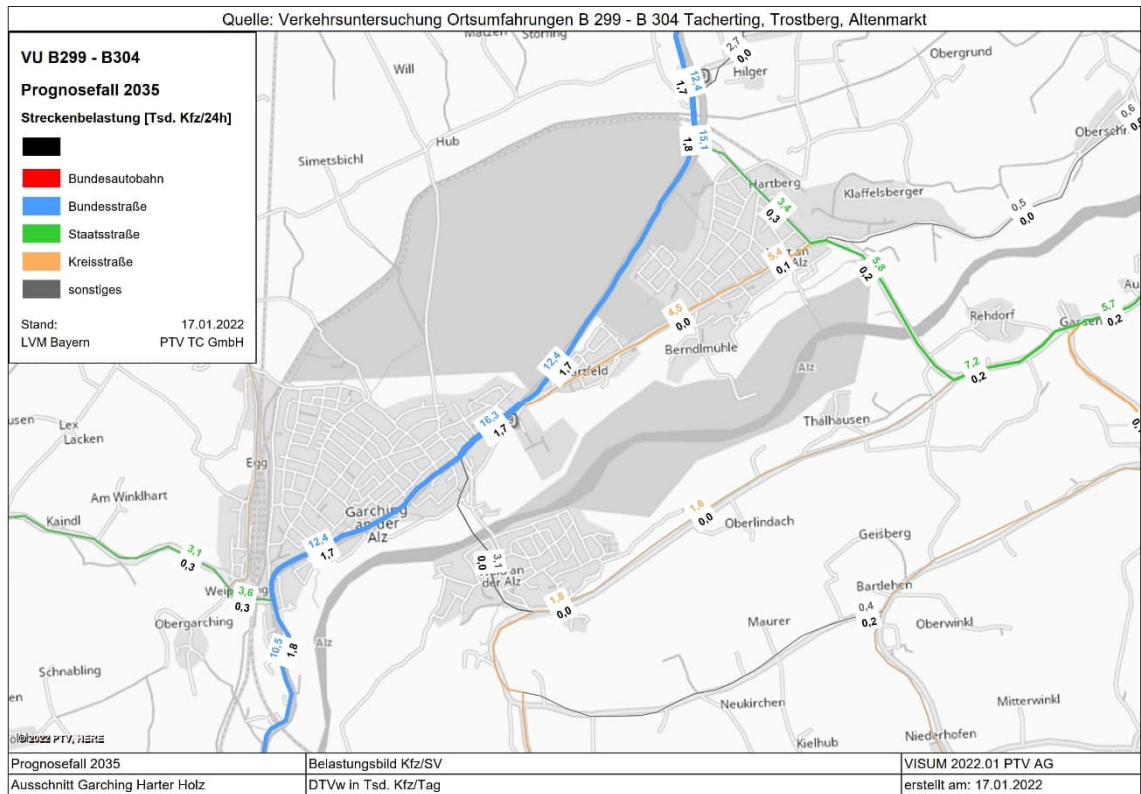 Quelle: Verkehrsuntersuchung Ortsumfahrungen B 299 - B 304 Tacherting, Trostberg, Altenmarkt
VU B299 - B304
Prognosefall 2035
Streckenbelastung [Tsd. Kfz/24h]
Bundesautobahn
Bundesstraße
Staatsstraße
Kreisstraße
sonstiges
Stand: 17.01.2022
LVM Bayern PTV TC GmbH
Will
Obergrund
2,7
0,0
Hilger
12,4
1,7
15,1
1,8
Hub
Simetsbichl
0,6
Hartberg
Klaffelsberger
3,4
0,3
0,5
0,0
5,4
0,1
Alz
5,8
0,2
4,5
0,0
Berndlmühle
Rehdorf
Garsen
5,7
0,2
Au
Alz
7,2
0,2
12,4
1,7
16,3
1,7
Thalhausen
Lex
Lacken
Egg
Am Winklhart
Kaindl
Garching
an der
Alz
12,4
1,7
1,6
0,0
Oberlindach
Geisberg
3,1
0,3
3,1
0,0
an
der Alz
3,6
0,3
1,8
0,0
Bartlehen
0,4
0,2
Obergarching
Maurer
Oberwinkl
Alz
10,5
1,8
Schnabling
Neukirchen
Mitterwinkl
Kielhub
Niederhofen
©2022 PTV, HERE
Prognosefall 2035 Belastungsbild Kfz/SV VISUM 2022.01 PTV AG
Ausschnitt Garching Harter Holz DTVw in Tsd. Kfz/Tag erstellt am: 17.01.2022